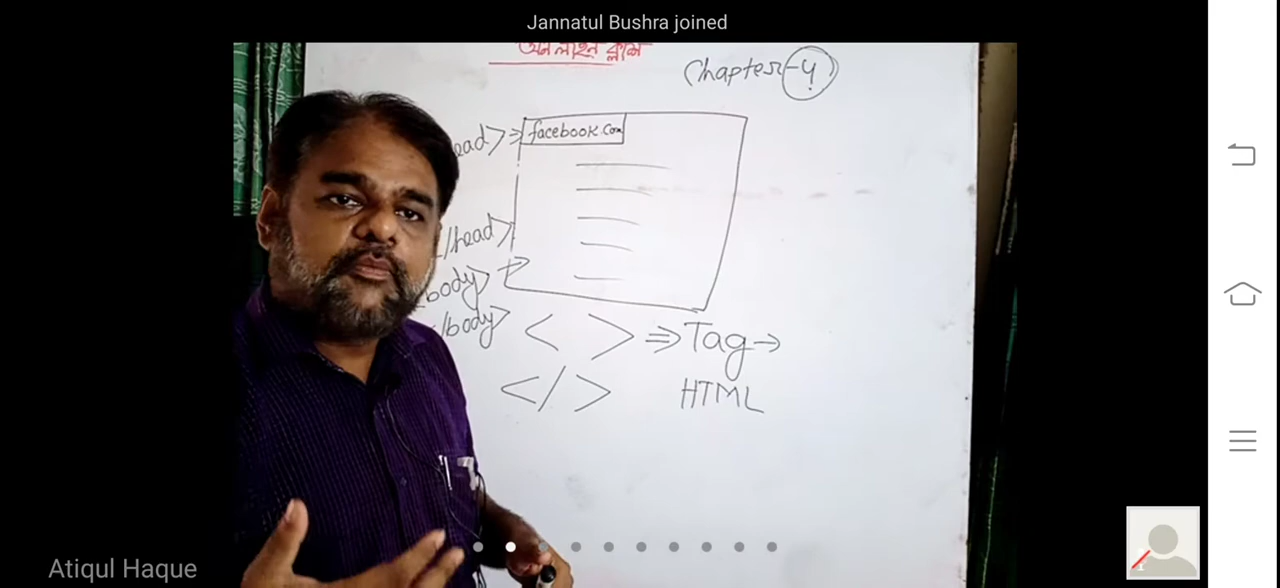 Jannatul Bushra joined
অনলাইন ক্লাশ
Chapter-4
ead> ⇒ facebook.com
/head>
body> →
/body>
< > ⇒ Tag →
</ > HTML
Atiqul Haque